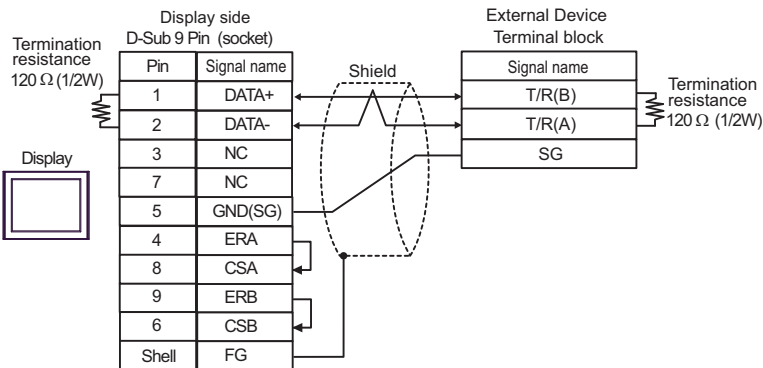 Display side
D-Sub 9 Pin (socket)
External Device
Terminal block
Termination
resistance
120 Ω (1/2W)
Pin Signal name
Shield
Signal name
1 DATA+
T/R(B)
2 DATA-
T/R(A)
Termination
resistance
120 Ω (1/2W)
3 NC
SG
Display
7 NC
5 GND(SG)
4 ERA
8 CSA
9 ERB
6 CSB
Shell FG